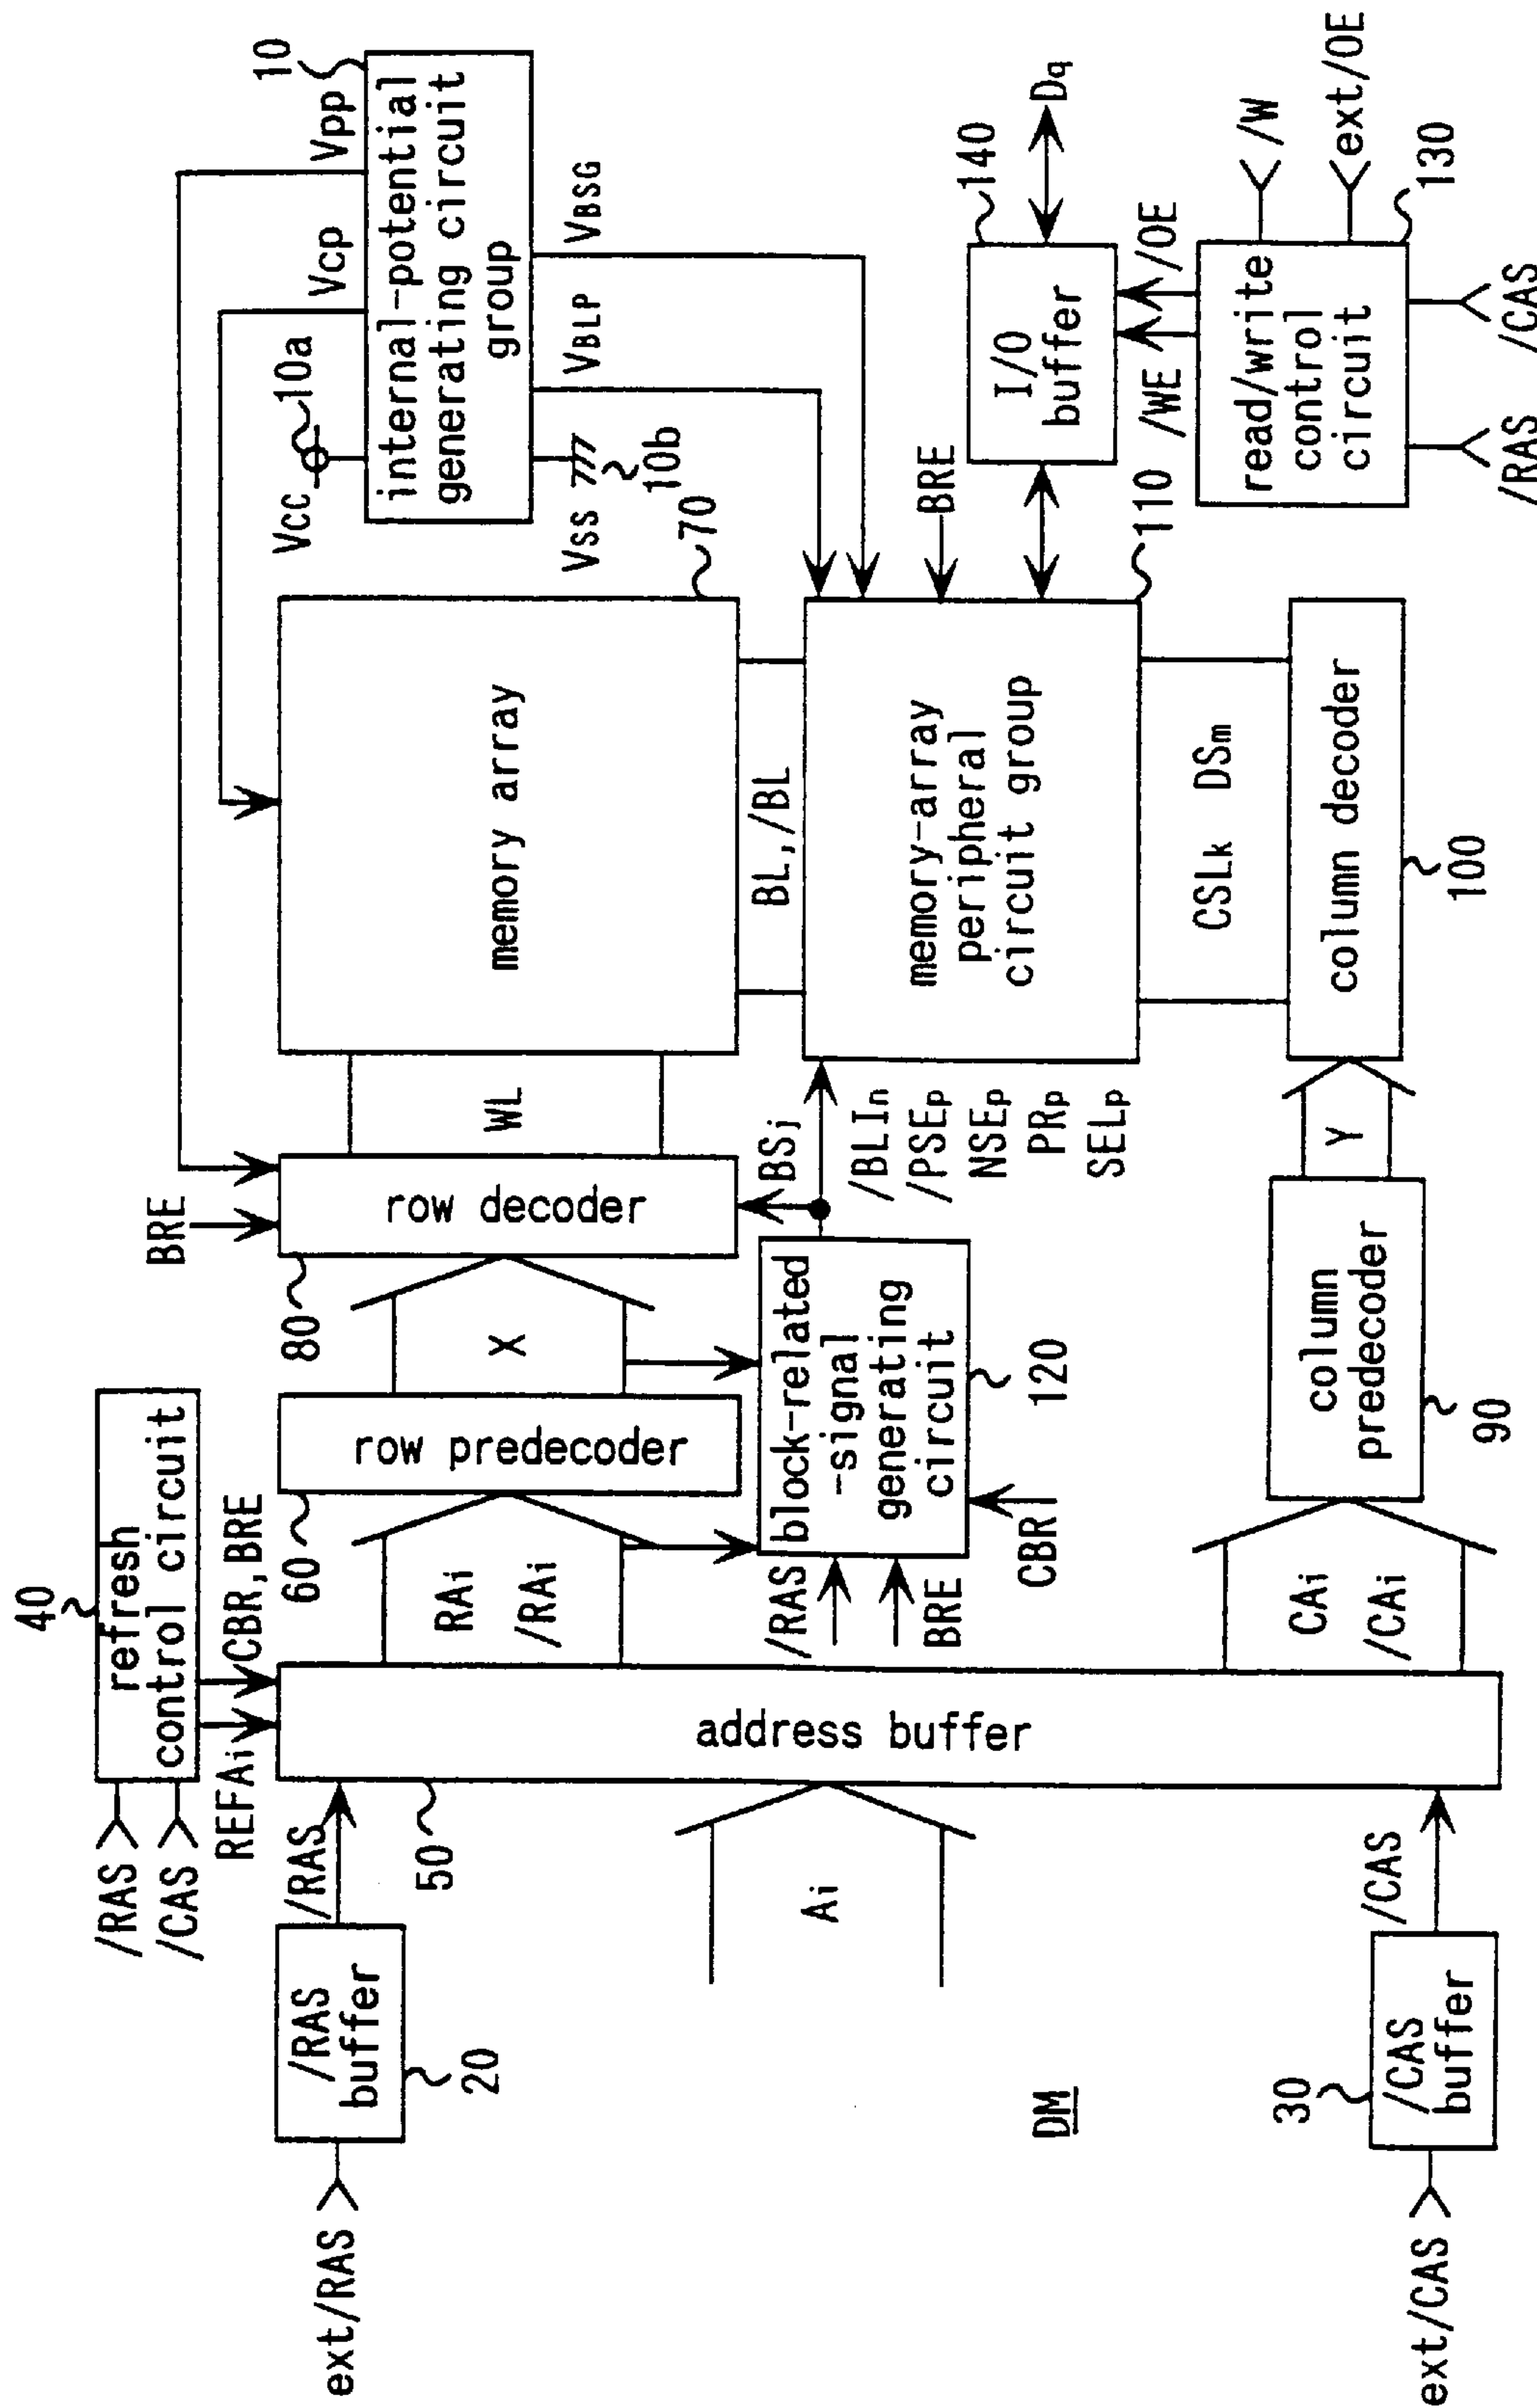 40
refresh
control circuit
/RAS
/CAS
REFAi
CBR,BRE
ext/RAS
/RAS
buffer
20
/RAS
50
address buffer
Ai
DM
ext/CAS
/CAS
buffer
30
/CAS
RAi
/RAi
60
row predecoder
X
80
row decoder
BRE
BSj
WL
/RAS
BRE
CBR
block-related
-signal
generating
circuit
120
/BLIn
/PSEp
NSEp
PRp
SELp
CAi
/CAi
column
predecoder
90
Y
column decoder
100
CSLk DSm
memory array
70
BL,/BL
memory-array
peripheral
circuit group
110
BRE
10
internal-potential
generating circuit
group
Vcc
10a
Vcp
Vpp
Vss
10b
VBLP
VBSG
I/O
buffer
140
Dq
/WE
/OE
read/write
control
circuit
130
/W
ext/OE
/RAS
/CAS